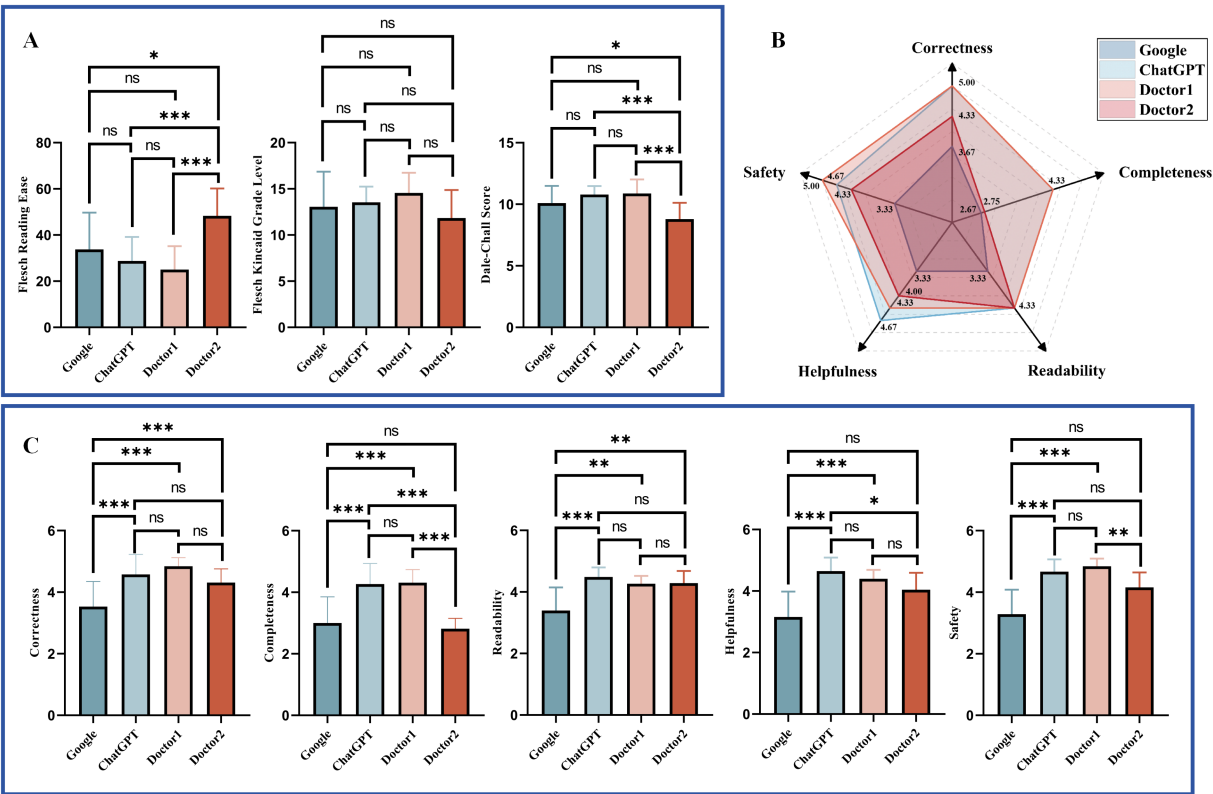 A
ns
ns
*
ns
***
ns
ns
***
80
60
40
20
0
Flesch Reading Ease
Google
ChatGPT
Doctor1
Doctor2
ns
ns
ns
ns
ns
20
15
10
5
0
Flesch Kincaid Grade Level
Google
ChatGPT
Doctor1
Doctor2
*
ns
***
ns
ns
***
15
10
5
0
Dale-Chall Score
Google
ChatGPT
Doctor1
Doctor2
B
Google
ChatGPT
Doctor1
Doctor2
Correctness
Completeness
Readability
Helpfulness
Safety
5.00
4.33
3.67
4.33
2.75
2.67
4.67
5.00
4.33
3.33
3.33
4.00
4.33
4.67
3.33
4.33
C
***
***
ns
***
ns
ns
6
4
2
0
Correctness
Google
ChatGPT
Doctor1
Doctor2
ns
***
***
***
ns
***
6
4
2
0
Completeness
Google
ChatGPT
Doctor1
Doctor2
**
**
ns
***
ns
ns
6
4
2
0
Readability
Google
ChatGPT
Doctor1
Doctor2
ns
***
*
***
ns
ns
6
4
2
0
Helpfulness
Google
ChatGPT
Doctor1
Doctor2
ns
***
ns
***
ns
**
6
4
2
0
Safety
Google
ChatGPT
Doctor1
Doctor2